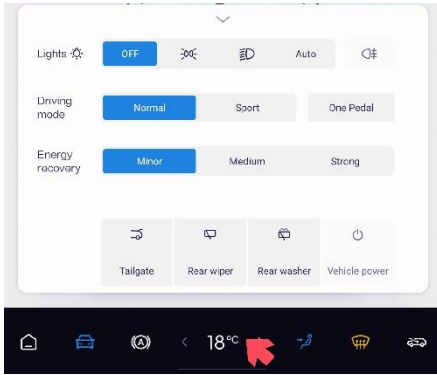 Lights OFF Auto
Driving mode Normal Sport One Pedal
Energy recovery Minor Medium Strong
Tailgate Rear wiper Rear washer Vehicle power
(A) 18°C